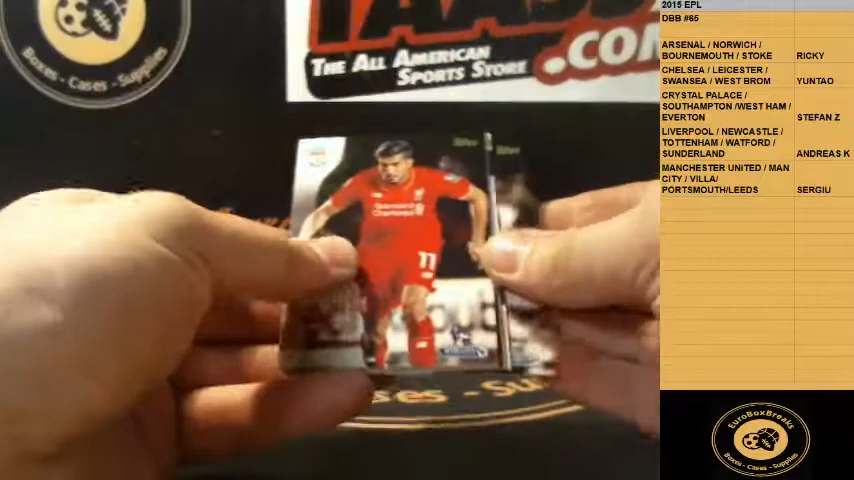 Boxes - Cases - Supplies
THE ALL AMERICAN
SPORTS STORE
.COM
Topps
Topps
Standard
Chartered
11
2015 EPL
DBB #65
ARSENAL / NORWICH /
BOURNEMOUTH / STOKE RICKY
CHELSEA / LEICESTER /
SWANSEA / WEST BROM YUNTAO
CRYSTAL PALACE /
SOUTHAMPTON /WEST HAM /
EVERTON STEFAN Z
LIVERPOOL / NEWCASTLE /
TOTTENHAM / WATFORD /
SUNDERLAND ANDREAS K
MANCHESTER UNITED / MAN
CITY / VILLA/
PORTSMOUTH/LEEDS SERGIU
EuroBoxBreaks
Boxes - Cases - Supplies